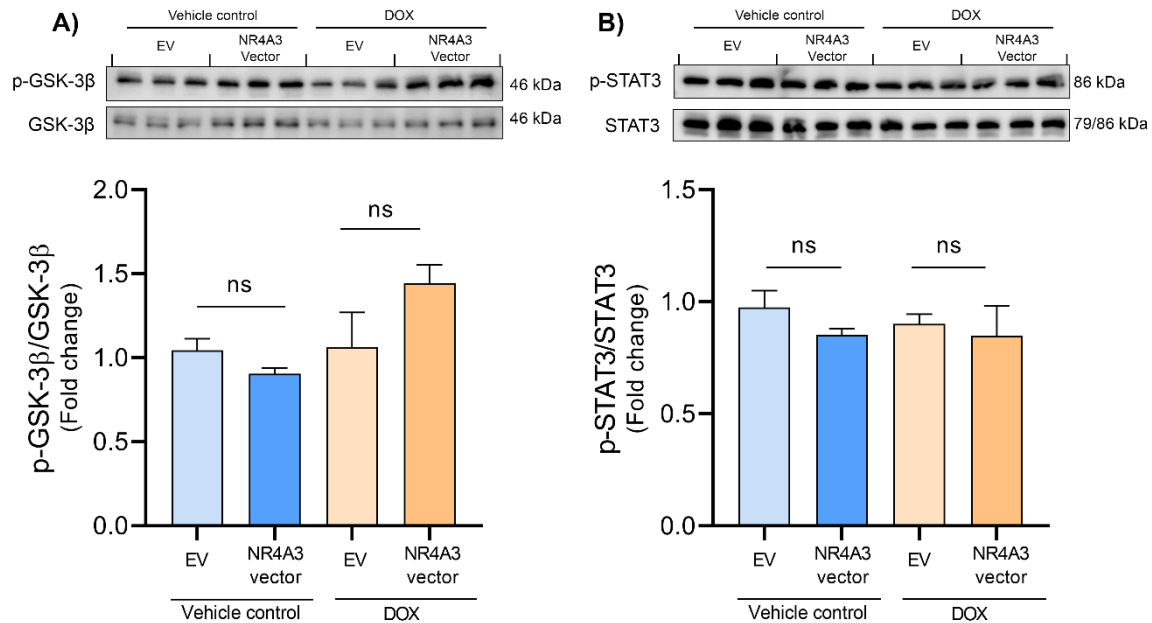 A)
Vehicle control DOX
EV NR4A3 Vector EV NR4A3 Vector
p-GSK-3β 46 kDa
GSK-3β 46 kDa
p-GSK-3β/GSK-3β
(Fold change)
2.0
1.5
1.0
0.5
0.0
ns
ns
EV NR4A3 vector EV NR4A3 vector
Vehicle control DOX
B)
Vehicle control DOX
EV NR4A3 Vector EV NR4A3 Vector
p-STAT3 86 kDa
STAT3 79/86 kDa
p-STAT3/STAT3
(Fold change)
1.5
1.0
0.5
0.0
ns ns
EV NR4A3 vector EV NR4A3 vector
Vehicle control DOX